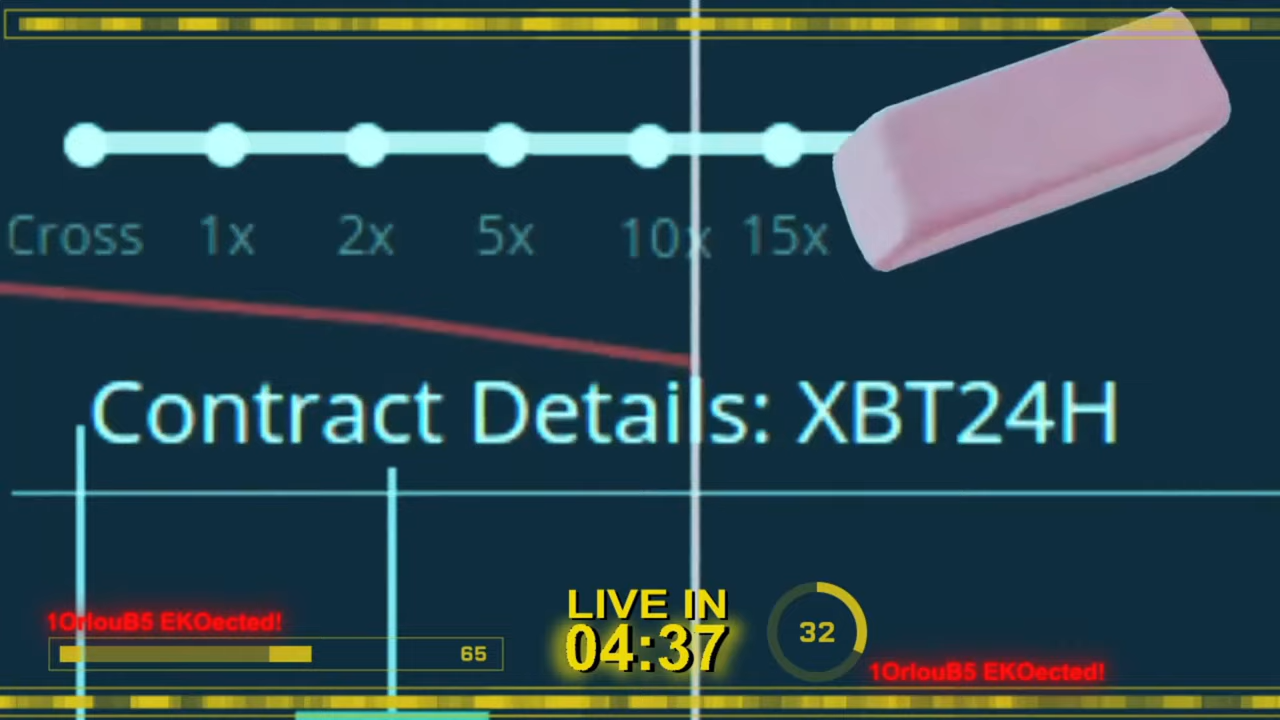 Cross 1x 2x 5x 10x 15x
Contract Details: XBT24H
LIVE IN
04:37
1OrlouB5 EKOected!
65
32
1OrlouB5 EKOected!